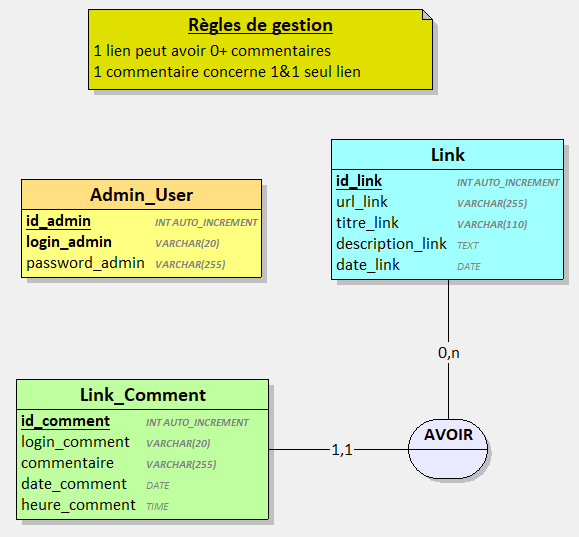 Règles de gestion
1 lien peut avoir 0+ commentaires
1 commentaire concerne 1&1 seul lien
Link
id_link INT AUTO_INCREMENT
url_link VARCHAR(255)
titre_link VARCHAR(110)
description_link TEXT
date_link DATE
Admin_User
id_admin INT AUTO_INCREMENT
login_admin VARCHAR(20)
password_admin VARCHAR(255)
0,n
Link_Comment
id_comment INT AUTO_INCREMENT
login_comment VARCHAR(20)
commentaire VARCHAR(255)
date_comment DATE
heure_comment TIME
1,1
AVOIR